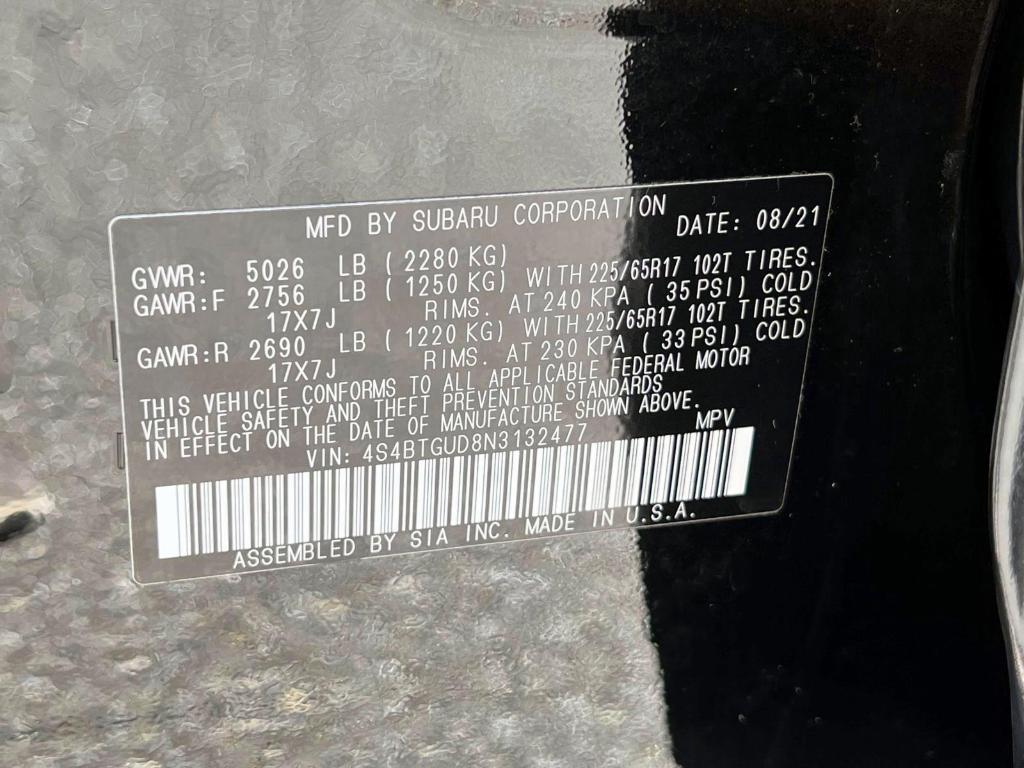 MFD BY SUBARU CORPORATION DATE: 08/21
GVWR: 5026 LB ( 2280 KG)
GAWR:F 2756 LB ( 1250 KG) WITH 225/65R17 102T TIRES.
17X7J RIMS. AT 240 KPA ( 35 PSI) COLD
GAWR:R 2690 LB ( 1220 KG) WITH 225/65R17 102T TIRES.
17X7J RIMS. AT 230 KPA ( 33 PSI) COLD
THIS VEHICLE CONFORMS TO ALL APPLICABLE FEDERAL MOTOR
VEHICLE SAFETY AND THEFT PREVENTION STANDARDS
IN EFFECT ON THE DATE OF MANUFACTURE SHOWN ABOVE.
VIN: 4S4BTGUD8N3132477 MPV
ASSEMBLED BY SIA INC. MADE IN U.S.A.